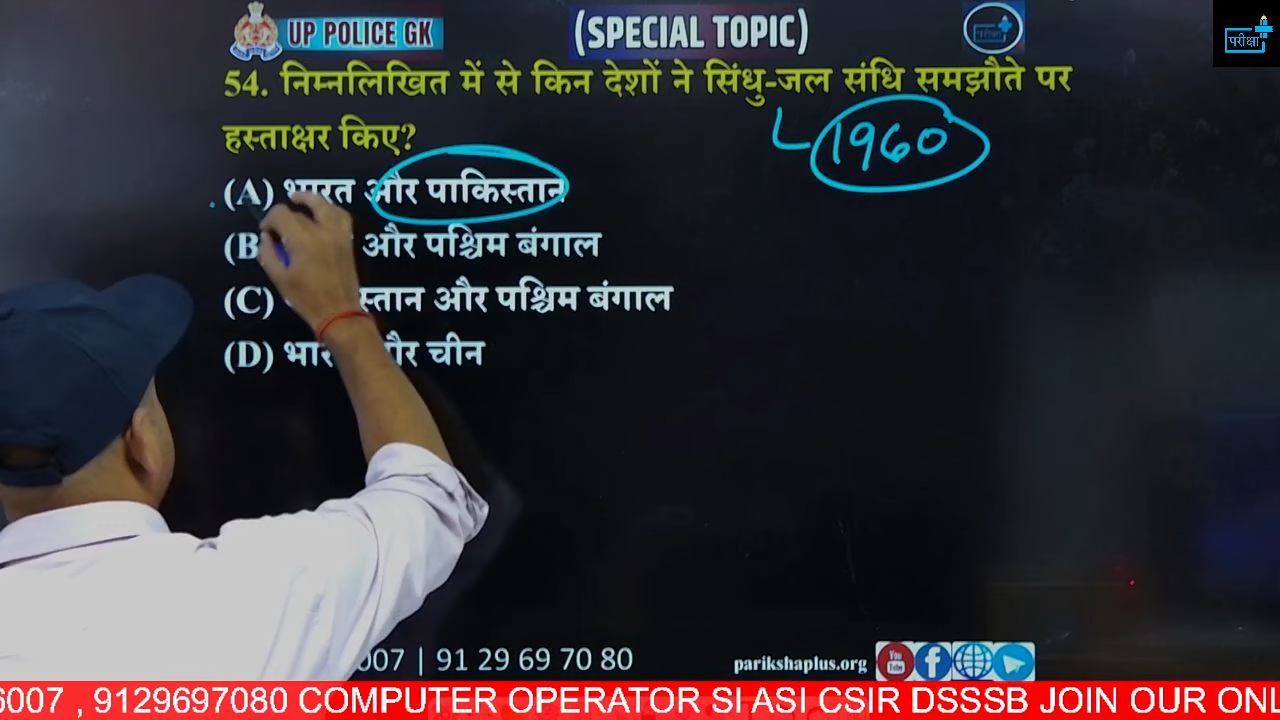 UP POLICE GK
(SPECIAL TOPIC)
परीक्षा
54. निम्नलिखित में से किन देशों ने सिंधु-जल संधि समझौते पर
हस्ताक्षर किए?
1960
(A) भारत और पाकिस्तान
(B और पश्चिम बंगाल
(C) स्तान और पश्चिम बंगाल
(D) और चीन
007 | 91 29 69 70 80
parikshaplus.org
You
6007 , 9129697080 COMPUTER OPERATOR SI ASI CSIR DSSSB JOIN OUR ONL